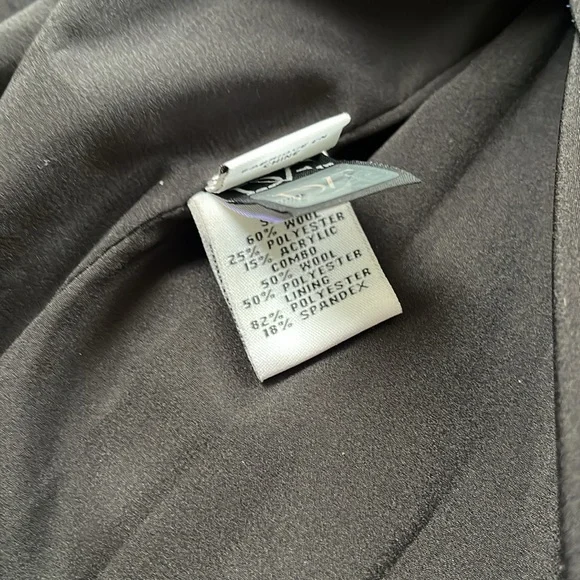 60% WOOL
25% POLYESTER
15% ACRYLIC
COMBO
50% WOOL
50% POLYESTER
LINING
82% POLYESTER
18% SPANDEX